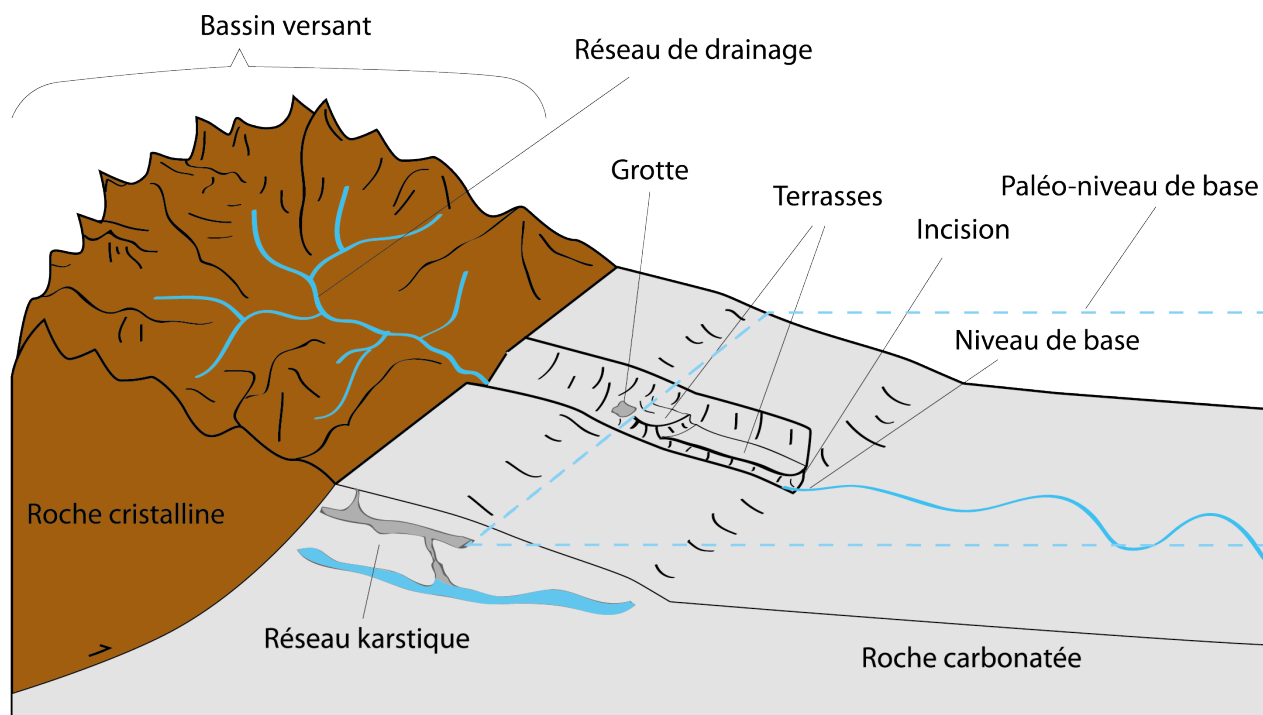 Bassin versant
Réseau de drainage
Grotte
Terrasses
Paléo-niveau de base
Incision
Niveau de base
Roche cristalline
Réseau karstique
Roche carbonatée